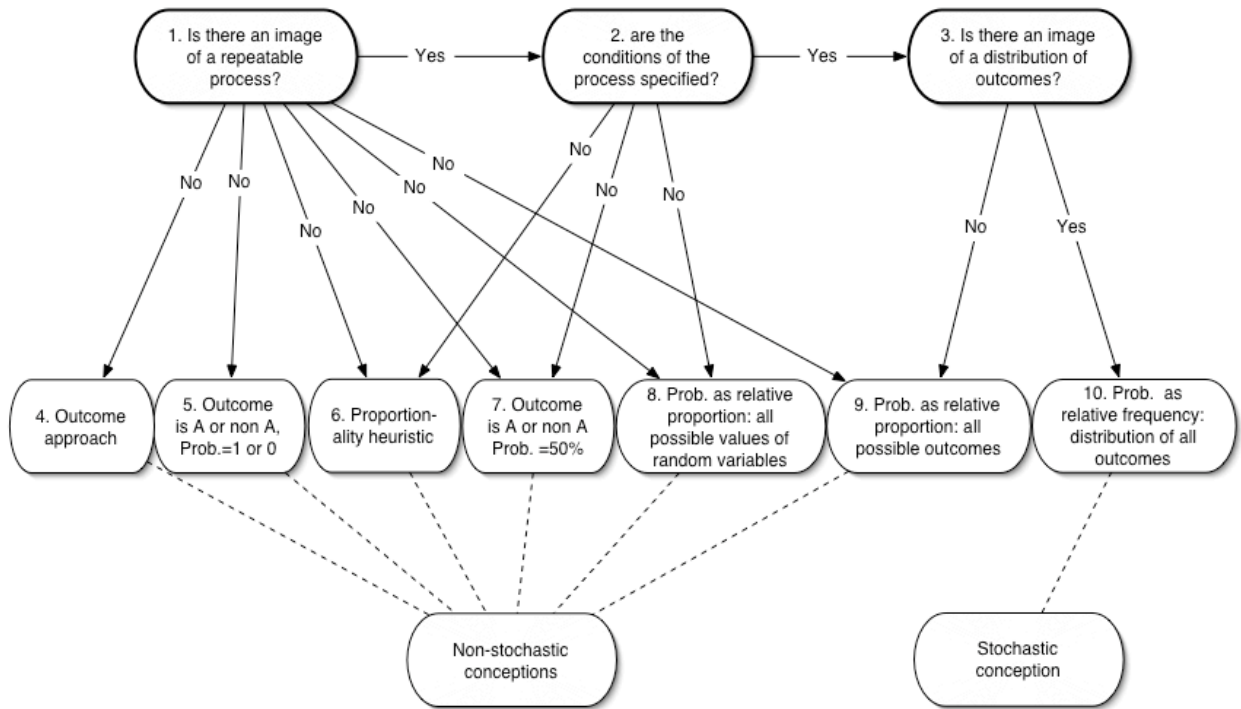 1. Is there an image
of a repeatable
process?
Yes
2. are the
conditions of the
process specified?
Yes
3. Is there an image
of a distribution of
outcomes?
No
No
No
No
No
No
No
No
No
No
Yes
4. Outcome
approach
5. Outcome
is A or non A,
Prob.=1 or 0
6. Proportion-
ality heuristic
7. Outcome
is A or non A
Prob. =50%
8. Prob. as relative
proportion: all
possible values of
random variables
9. Prob. as relative
proportion: all
possible outcomes
10. Prob. as
relative frequency:
distribution of all
outcomes
Non-stochastic
conceptions
Stochastic
conception